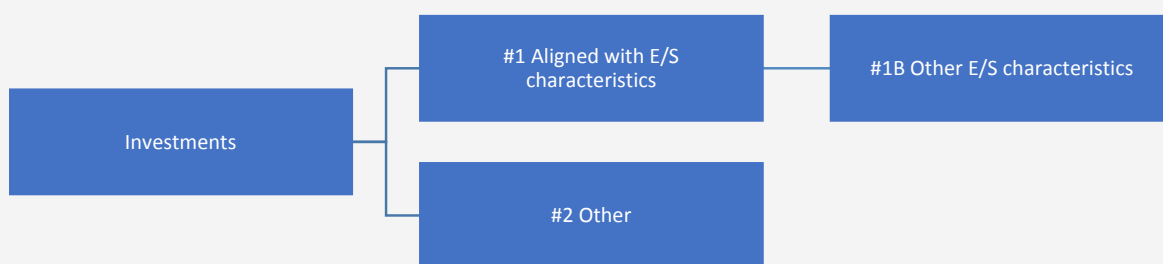 #1 Aligned with E/S
characteristics
#1B Other E/S characteristics
Investments
#2 Other